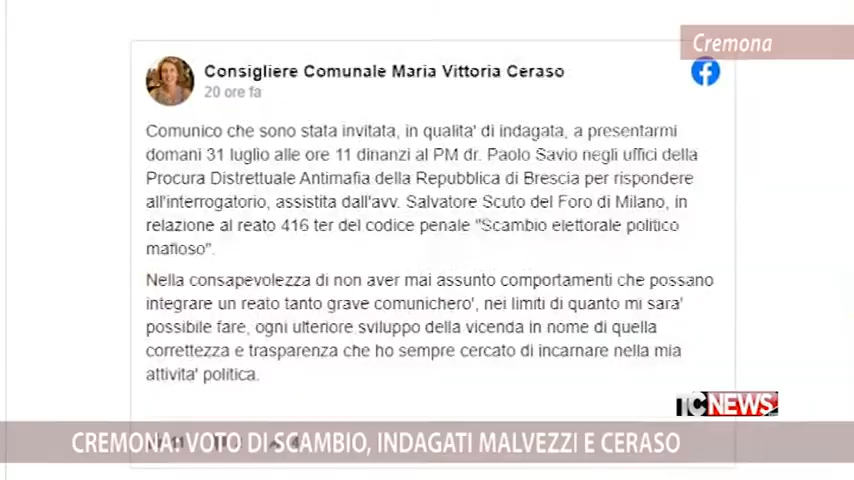 Cremona
Consigliere Comunale Maria Vittoria Ceraso
20 ore fa
Comunico che sono stata invitata, in qualita' di indagata, a presentarmi
domani 31 luglio alle ore 11 dinanzi al PM dr. Paolo Savio negli uffici della
Procura Distrettuale Antimafia della Repubblica di Brescia per rispondere
all'interrogatorio, assistita dall'avv. Salvatore Scuto del Foro di Milano, in
relazione al reato 416 ter del codice penale "Scambio elettorale politico
mafioso".
Nella consapevolezza di non aver mai assunto comportamenti che possano
integrare un reato tanto grave comunichero', nei limiti di quanto mi sara'
possibile fare, ogni ulteriore sviluppo della vicenda in nome di quella
correttezza e trasparenza che ho sempre cercato di incarnare nella mia
attivita' politica.
TCNEWS
CREMONA: VOTO DI SCAMBIO, INDAGATI MALVEZZI E CERASO